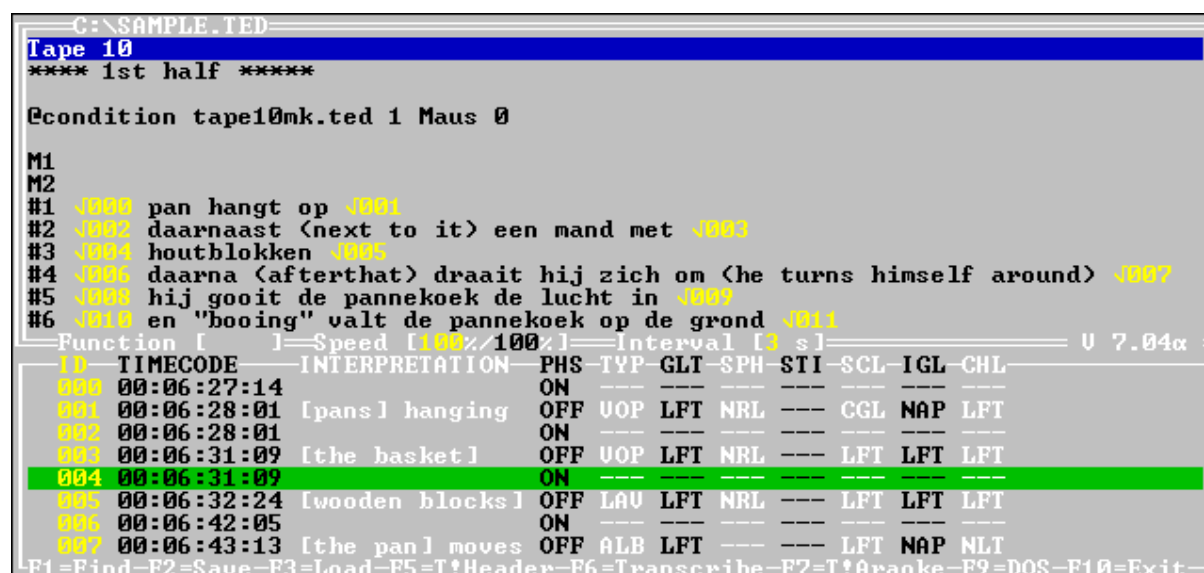 C:\SAMPLE.TED
Tape 10
**** 1st half *****
@condition tape10mk.ted 1 Maus 0
M1
M2
#1 √000 pan hangt op √001
#2 √002 daarnaast (next to it) een mand met √003
#3 √004 houtblokken √005
#4 √006 daarna (afterthat) draait hij zich om (he turns himself around) √007
#5 √008 hij gooit de pannekoek de lucht in √009
#6 √010 en "booing" valt de pannekoek op de grond √011
Function [ ] Speed [100%/100%] Interval [3 s] V 7.04α
ID TIMECODE INTERPRETATION PHS TYP GLT SPH STI SCL IGL CHL
000 00:06:27:14 ON --- --- --- --- --- --- ---
001 00:06:28:01 [pans] hanging OFF VOP LFT NRL --- CGL NAP LFT
002 00:06:28:01 ON --- --- --- --- --- --- ---
003 00:06:31:09 [the basket] OFF VOP LFT NRL --- LFT LFT LFT
004 00:06:31:09 ON --- --- --- --- --- --- ---
005 00:06:32:24 [wooden blocks] OFF LAV LFT NRL --- LFT LFT LFT
006 00:06:42:05 ON --- --- --- --- --- --- ---
007 00:06:43:13 [the pan] moves OFF ALB LFT --- --- LFT NAP NLT
F1=Find F2=Save F3=Load F5=T!Header F6=Transcribe F7=T!Araoke F9=DOS F10=Exit